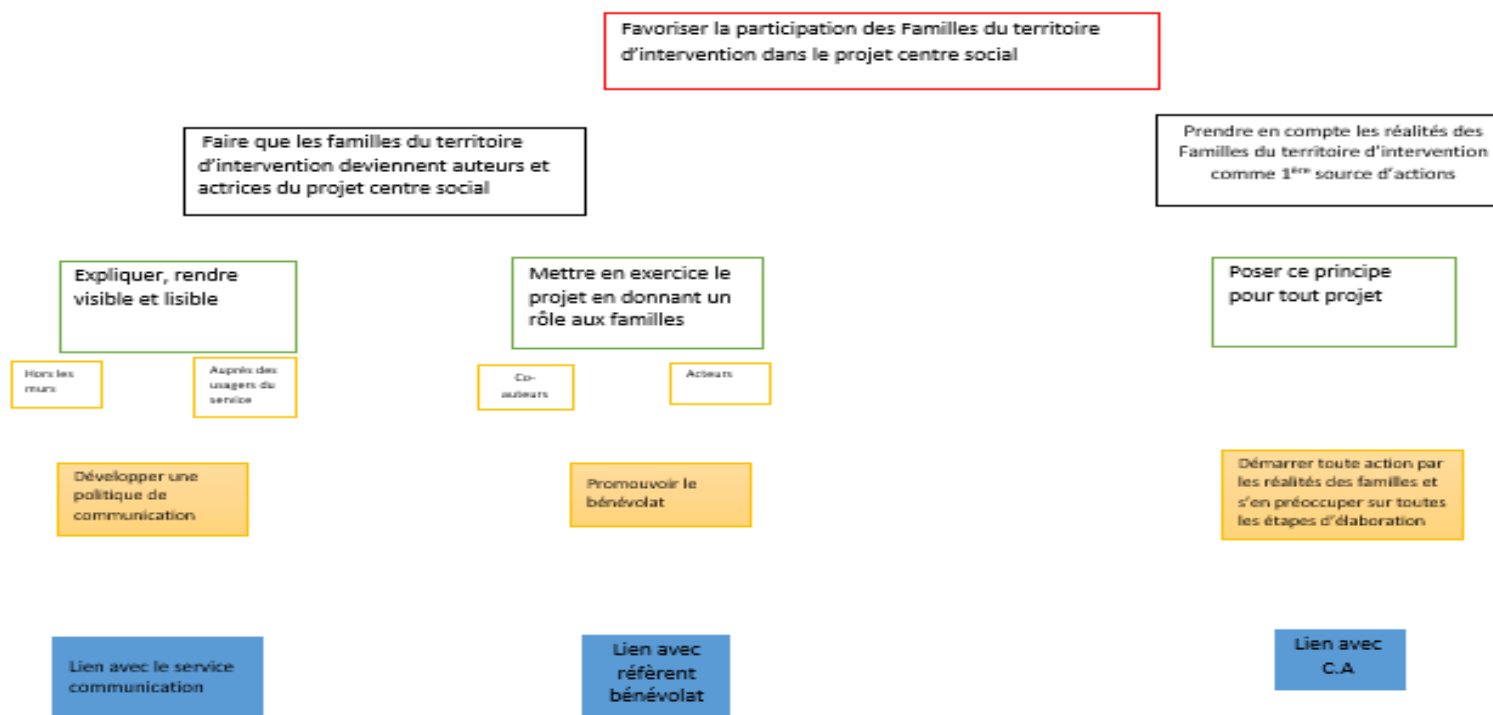 Favoriser la participation des Familles du territoire
d'intervention dans le projet centre social
Faire que les familles du territoire
d'intervention deviennent auteurs et
actrices du projet centre social
Prendre en compte les réalités des
Familles du territoire d'intervention
comme 1ère source d'actions
Expliquer, rendre
visible et lisible
Mettre en exercice le
projet en donnant un
rôle aux familles
Poser ce principe
pour tout projet
Hors les
murs
Auprès des
usagers du
service
Co-
auteurs
Acteurs
Développer une
politique de
communication
Promouvoir le
bénévolat
Démarrer toute action par
les réalités des familles et
s'en préoccuper sur toutes
les étapes d'élaboration
Lien avec le service
communication
Lien avec
réfèrent
bénévolat
Lien avec
C.A